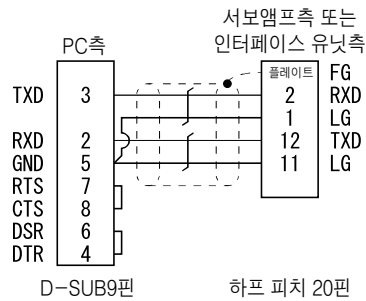 서보앰프측 또는
인터페이스 유닛측
PC측
플레이트 FG
TXD 3 2 RXD
1 LG
RXD 2 12 TXD
GND 5 11 LG
RTS 7
CTS 8
DSR 6
DTR 4
D-SUB9핀 하프 피치 20핀